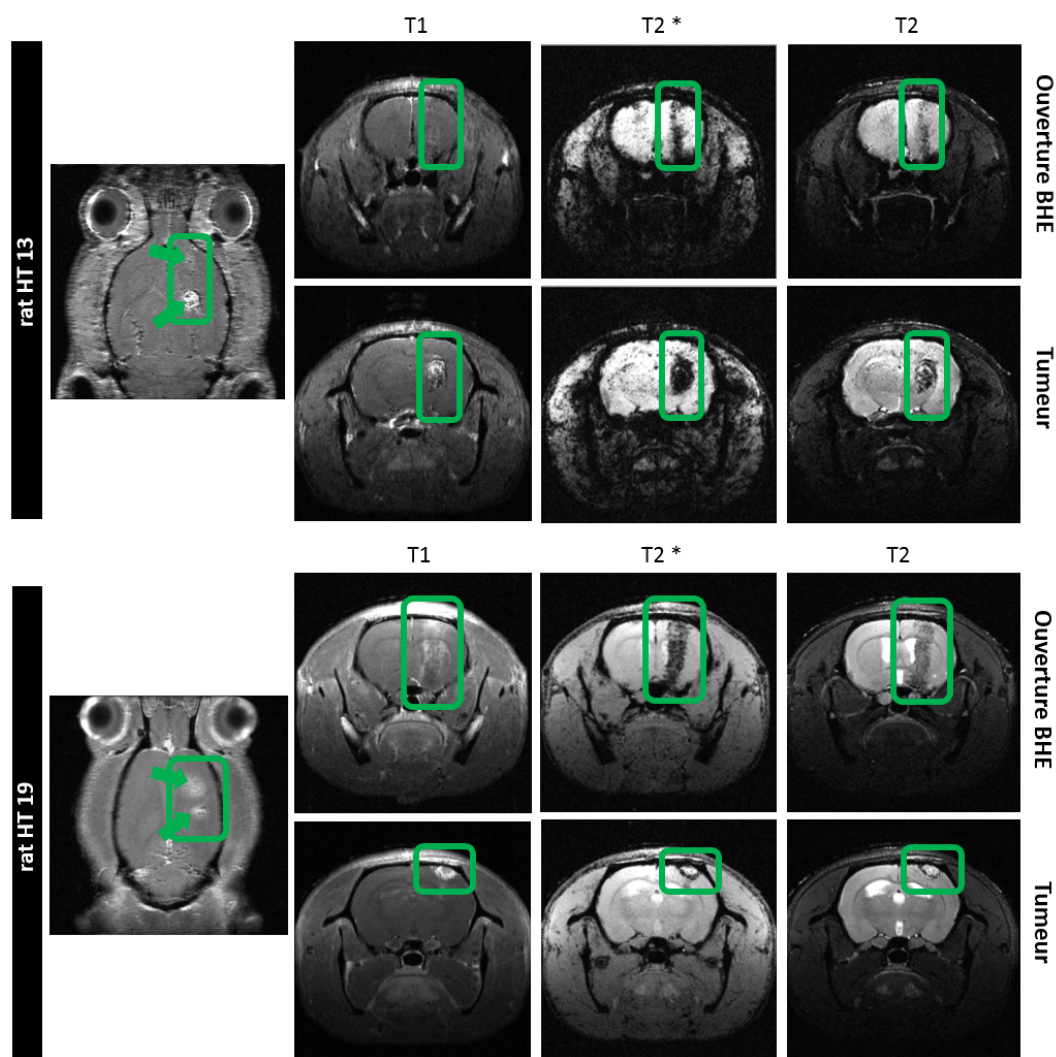 T1
T2 *
T2
rat HT 13
Ouverture BHE
Tumeur
T1
T2 *
T2
rat HT 19
Ouverture BHE
Tumeur